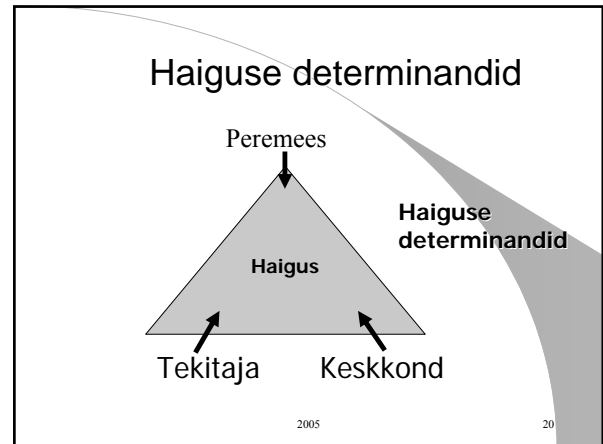 Haiguse determinandid
Peremees
Haiguse
determinandid
Haigus
Tekitaja Keskkond
2005 20